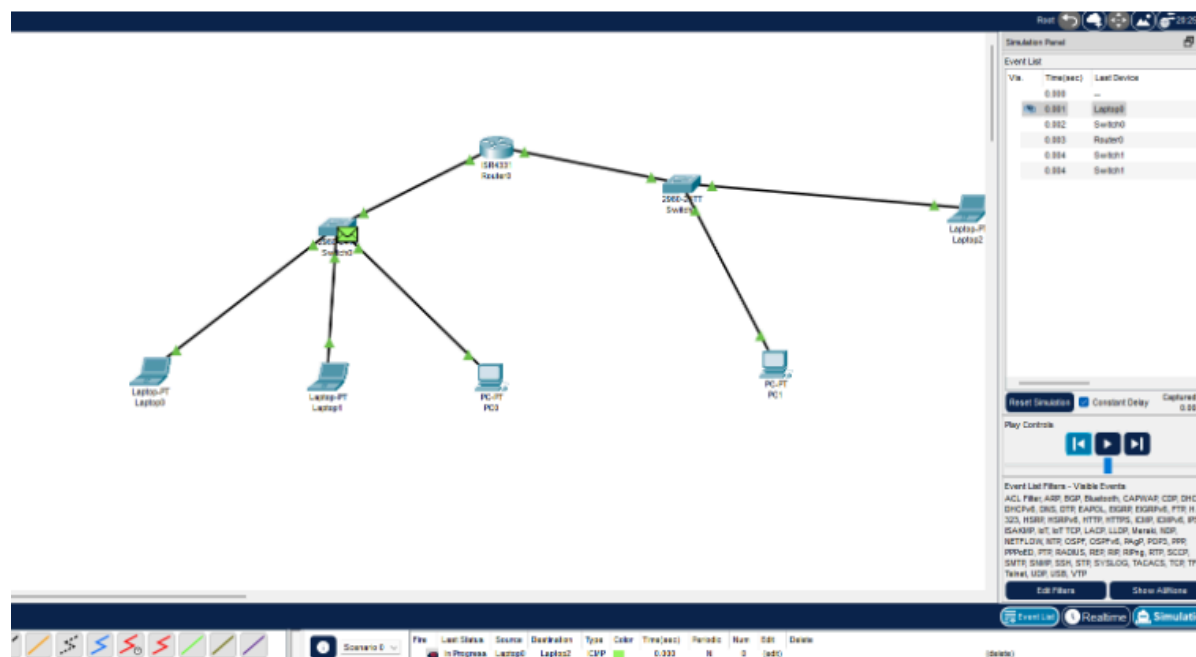 Root
Simulation Panel
Event List
Vis. Time(sec) Last Device
0.000 --
0.001 Laptop0
0.002 Switch0
0.003 Router0
0.004 Switch1
0.004 Switch1
ISR4331
Router0
Switch0
Laptop-PT
Laptop2
Laptop-PT
Laptop0
Laptop-PT
Laptop1
PC-PT
PC0
PC-PT
PC1
Reset Simulation Constant Delay Captured
0.00
Play Controls
Event List Filters - Visible Events
ACL Filter, ARP, BGP, Bluetooth, CAPWAP, CDP, DHC
DHCPv6, DNS, DTP, EAPOL, EIGRP, EIGRPv6, FTP, H
323, HSRP, HSRPv6, HTTP, HTTPS, ICMP, ICMPv6, IPS
ISAKMP, IoT, IoT TCP, LACP, LLDP, Meraki, NDP,
NETFLOW, NTP, OSPF, OSPFv6, PAgP, POP3, PPP,
PPPoED, PTP, RADIUS, REP, RIP, RIPng, RTP, SCCP,
SMTP, SNMP, SSH, STP, SYSLOG, TACACS, TCP, TF
Telnet, UDP, USB, VTP
Edit Filters Show All/None
Event List Realtime Simulati
Scenario 0
Fire Last Status Source Destination Type Color Time(sec) Periodic Num Edit Delete
In Progress Laptop0 Laptop2 ICMP 0.000 N 0 (edit) (delete)